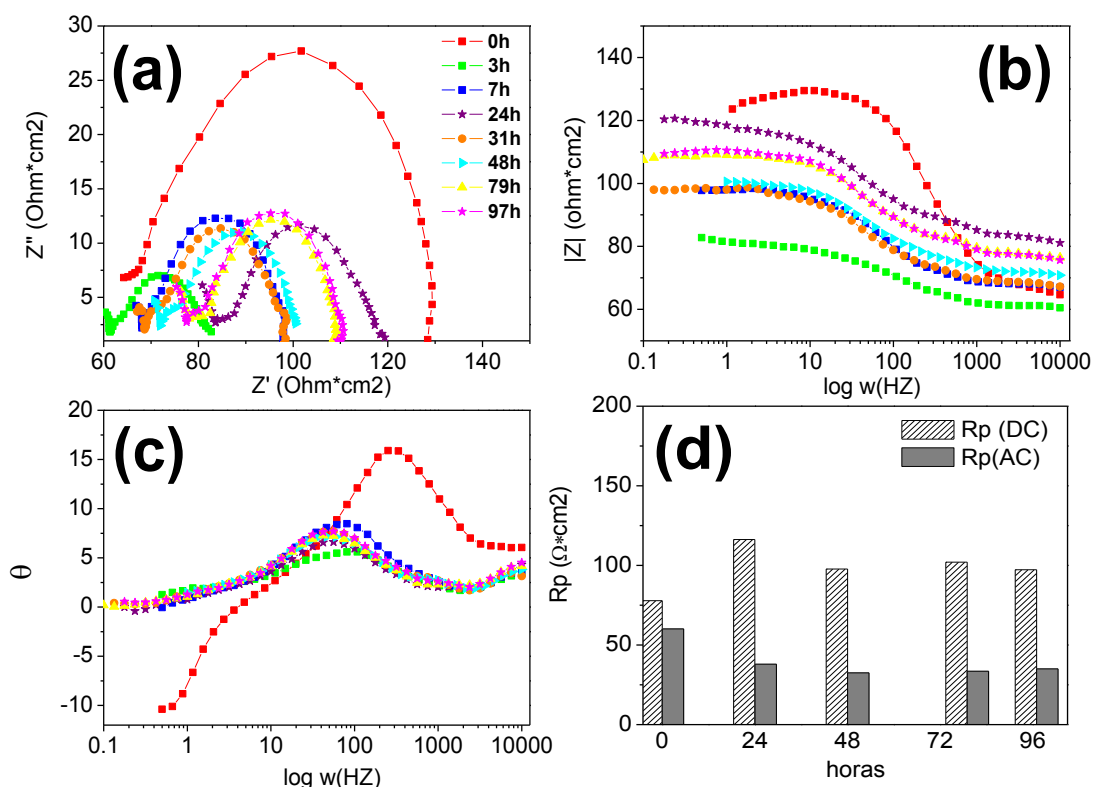 (a)
30
25
20
15
10
5
Z'' (Ohm*cm2)
60 80 100 120 140
Z' (Ohm*cm2)
0h
3h
7h
24h
31h
48h
79h
97h
(b)
140
120
100
80
60
|Z| (ohm*cm2)
0.1 1 10 100 1000 10000
log w(HZ)
(c)
20
15
10
5
0
-5
-10
θ
0.1 1 10 100 1000 10000
log w(HZ)
(d)
200
150
100
50
0
Rp (Ω*cm2)
Rp (DC)
Rp(AC)
0 24 48 72 96
horas